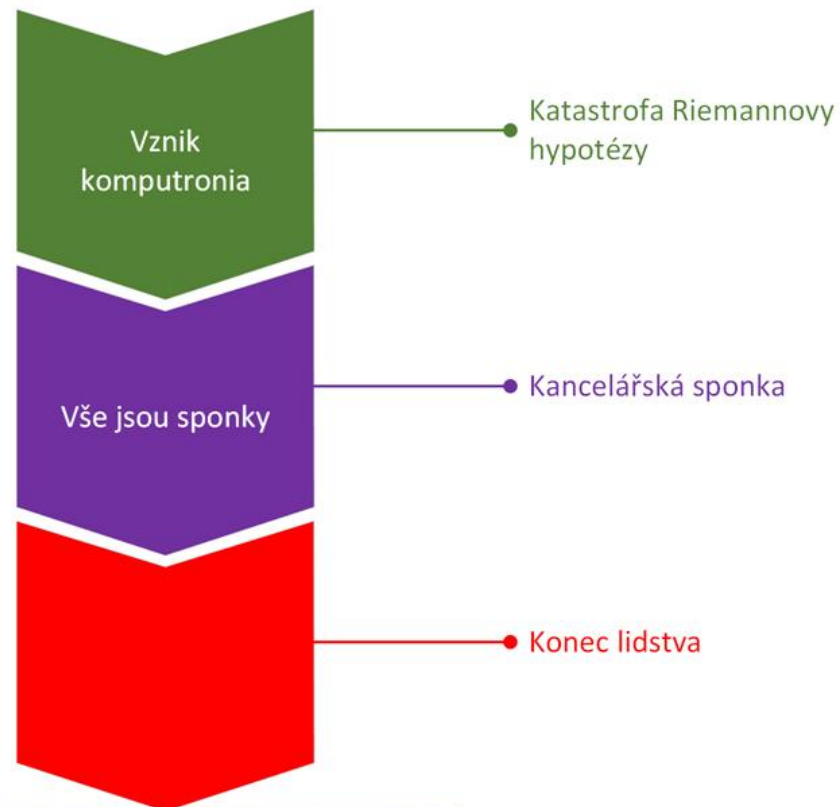 Vznik
komputronia
Katastrofa Riemannovy
hypotézy
Vše jsou sponky
Kancelářská sponka
Konec lidstva